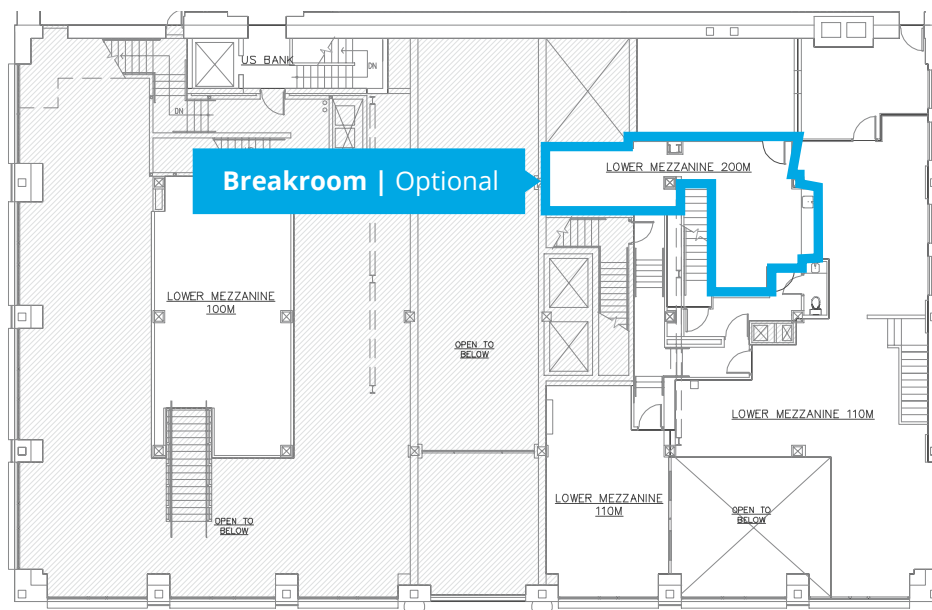 US BANK
DN
DN
LOWER MEZZANINE 200M
Breakroom | Optional
LOWER MEZZANINE
100M
OPEN TO
BELOW
LOWER MEZZANINE 110M
LOWER MEZZANINE
110M
OPEN TO
BELOW
OPEN TO
BELOW